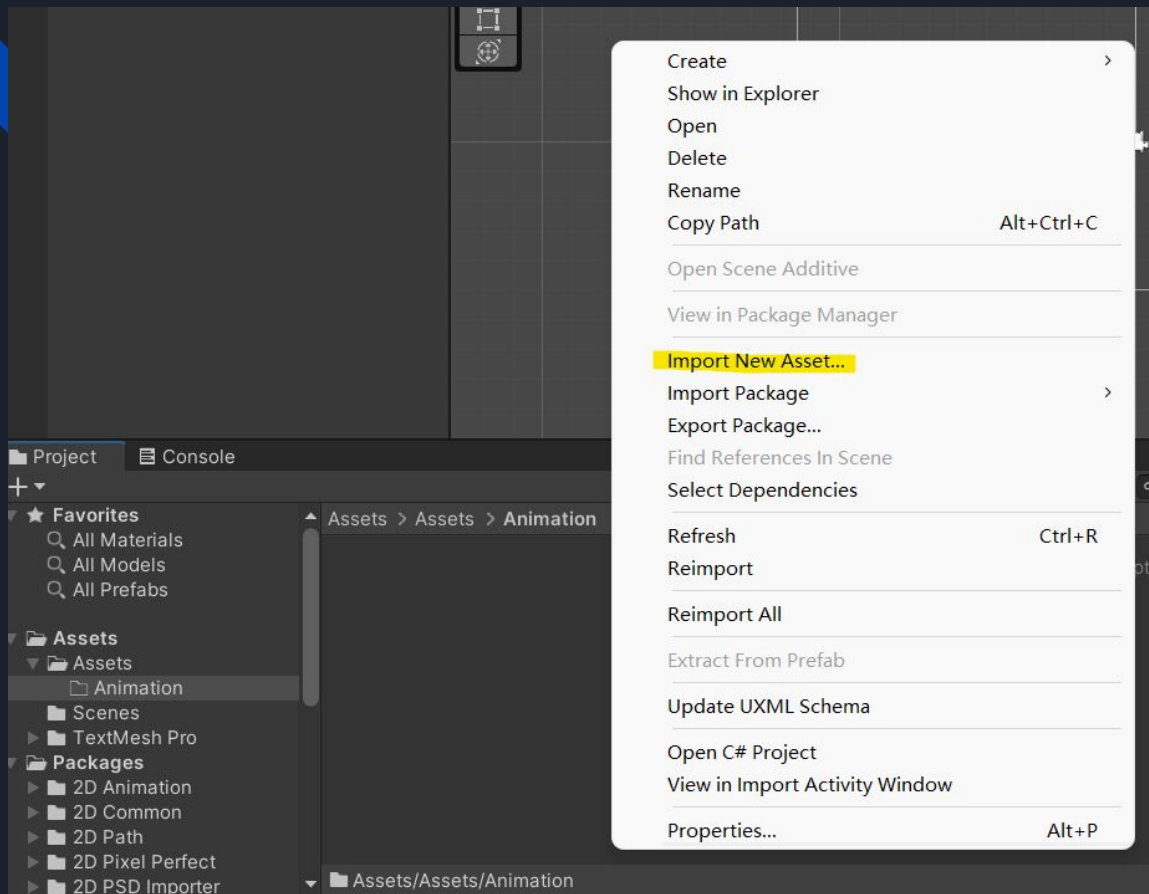 Create
Show in Explorer
Open
Delete
Rename
Copy Path Alt+Ctrl+C
Open Scene Additive
View in Package Manager
Import New Asset...
Import Package
Export Package...
Find References In Scene
Select Dependencies
Refresh Ctrl+R
Reimport
Reimport All
Extract From Prefab
Update UXML Schema
Open C# Project
View in Import Activity Window
Properties... Alt+P
Project Console
Favorites
All Materials
All Models
All Prefabs
Assets
Assets
Animation
Scenes
TextMesh Pro
Packages
2D Animation
2D Common
2D Path
2D Pixel Perfect
2D PSD Importer
Assets > Assets > Animation
Assets/Assets/Animation